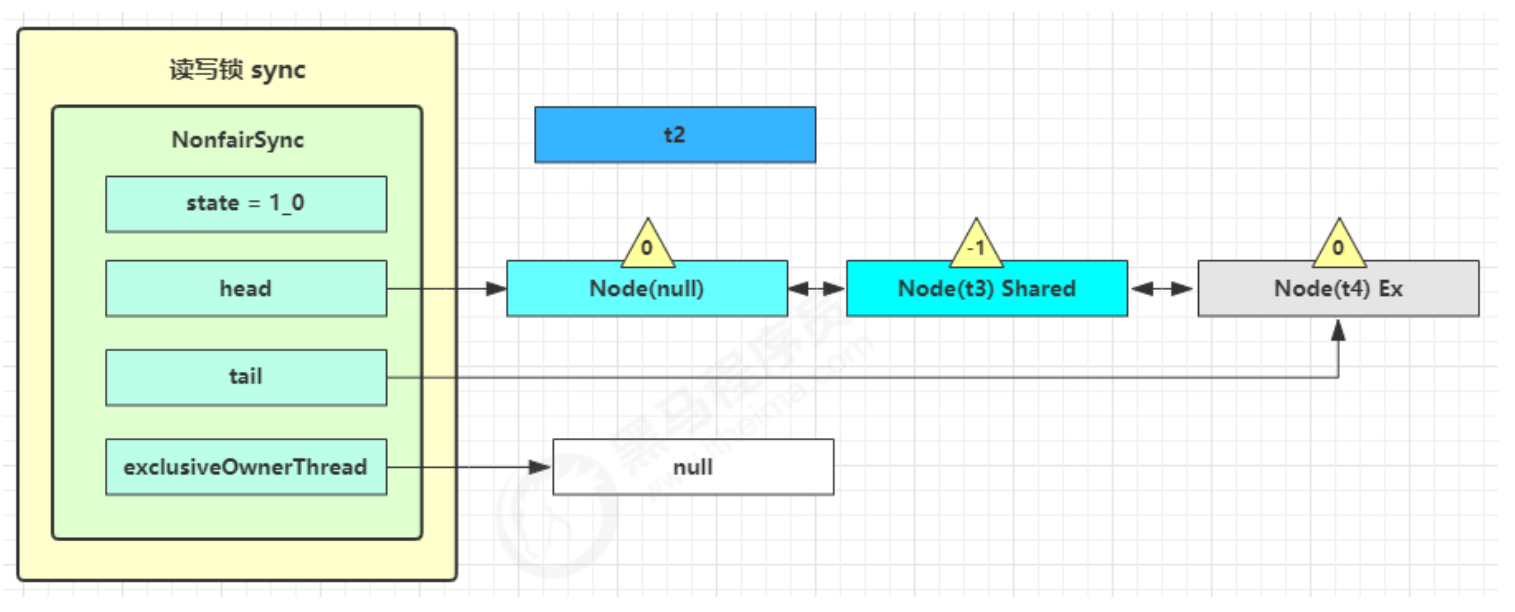 读写锁 sync
NonfairSync
t2
state = 1_0
0
-1
0
head
Node(null)
Node(t3) Shared
Node(t4) Ex
tail
exclusiveOwnerThread
null
黑马程序员
www.itheima.com